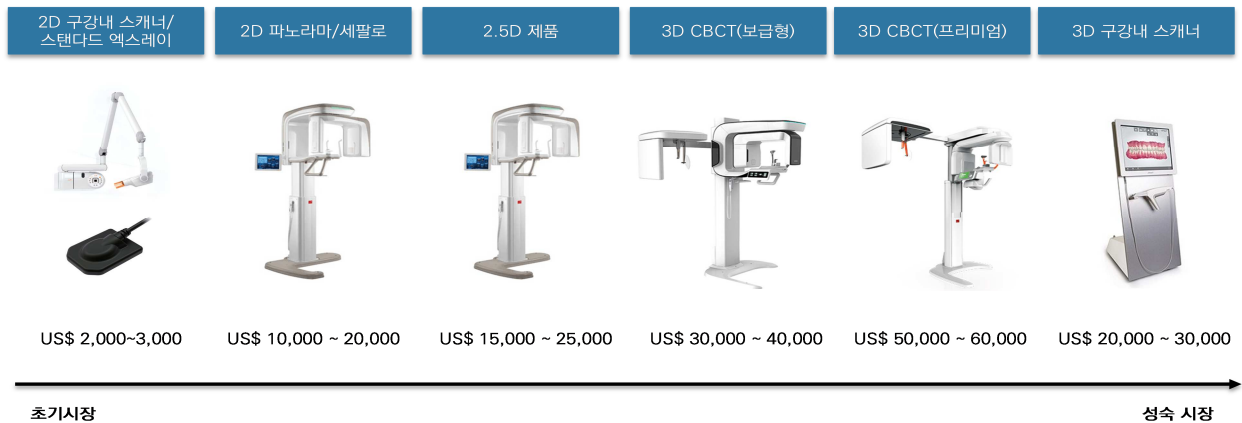 2D 구강내 스캐너/
스탠다드 엑스레이
2D 파노라마/세팔로
2.5D 제품
3D CBCT(보급형)
3D CBCT(프리미엄)
3D 구강내 스캐너
US$ 2,000~3,000
US$ 10,000 ~ 20,000
US$ 15,000 ~ 25,000
US$ 30,000 ~ 40,000
US$ 50,000 ~ 60,000
US$ 20,000 ~ 30,000
초기시장
성숙 시장